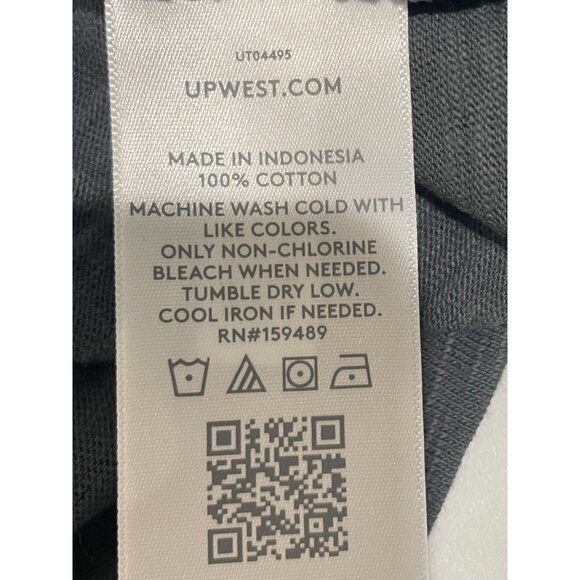 UT04495
UPWEST.COM
MADE IN INDONESIA
100% COTTON
MACHINE WASH COLD WITH
LIKE COLORS.
ONLY NON-CHLORINE
BLEACH WHEN NEEDED.
TUMBLE DRY LOW.
COOL IRON IF NEEDED.
RN#159489